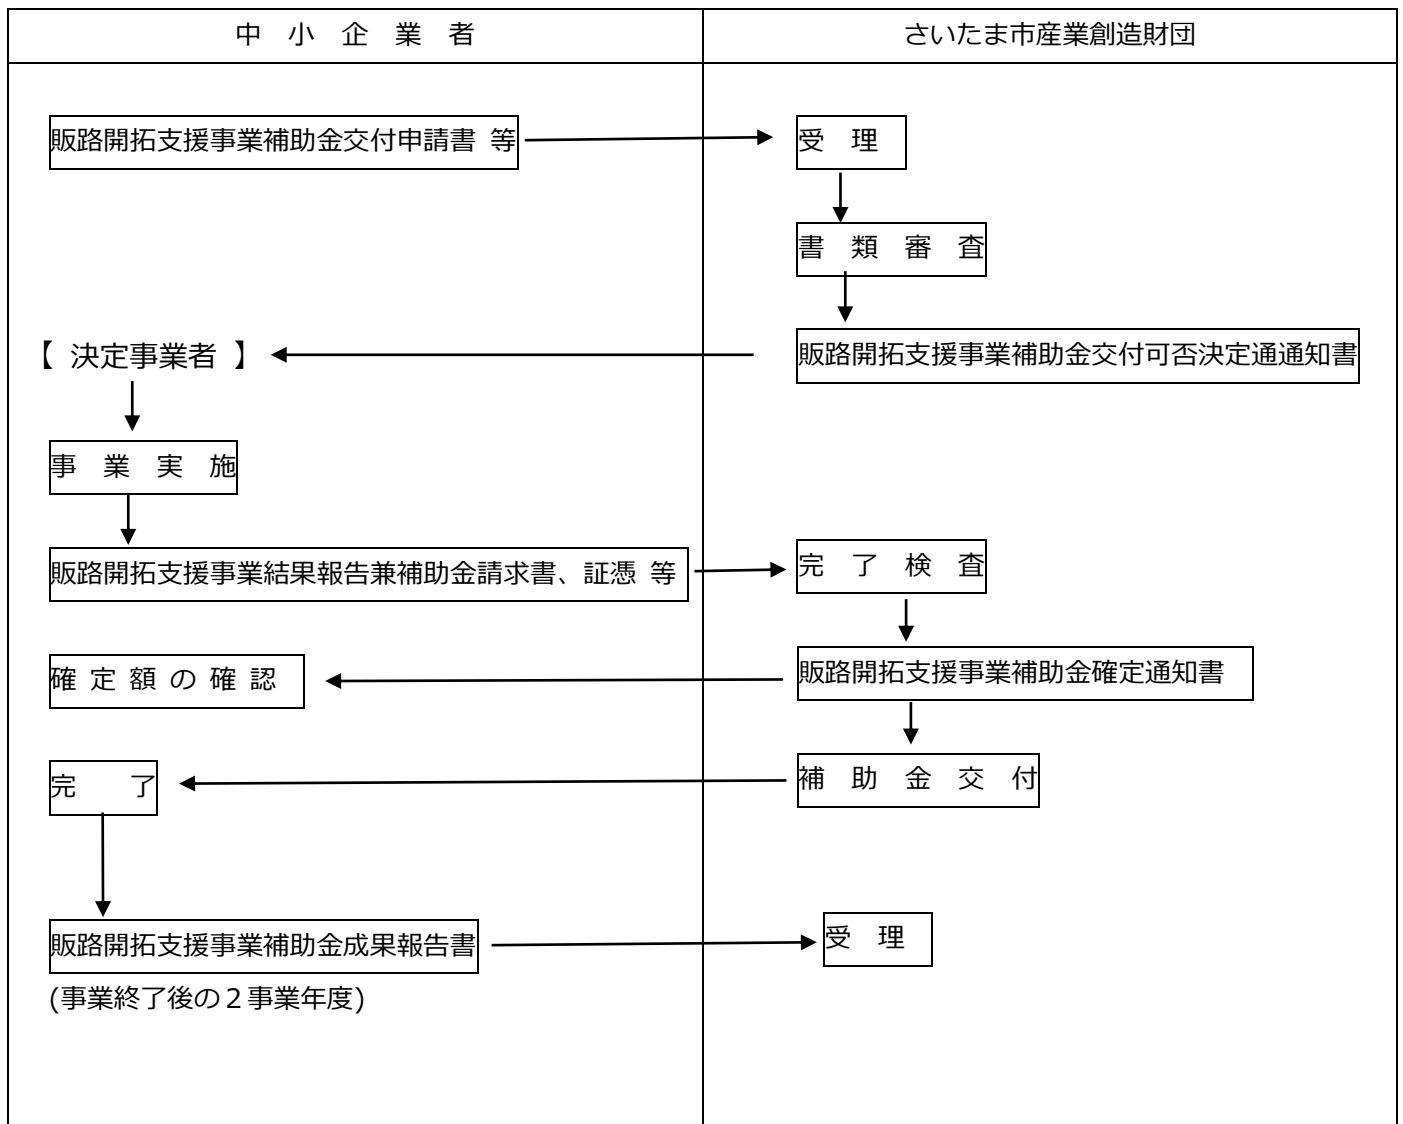 中　小　企　業　者
さいたま市産業創造財団
販路開拓支援事業補助金交付申請書 等
受　理
書　類　審　査
販路開拓支援事業補助金交付可否決定通通知書
【 決定事業者 】
事　業　実　施
販路開拓支援事業結果報告兼補助金請求書、証憑 等
完　了　検　査
販路開拓支援事業補助金確定通知書
確 定 額 の 確 認
補　助　金　交　付
完　　了
販路開拓支援事業補助金成果報告書
受　理
(事業終了後の２事業年度)